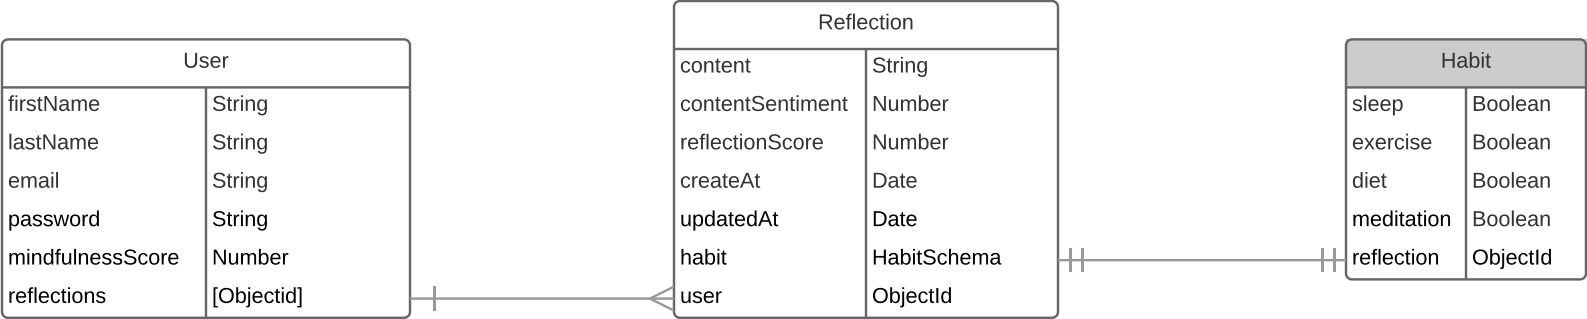 User
firstName String
lastName String
email String
password String
mindfulnessScore Number
reflections [Objectid]
Reflection
content String
contentSentiment Number
reflectionScore Number
createAt Date
updatedAt Date
habit HabitSchema
user ObjectId
Habit
sleep Boolean
exercise Boolean
diet Boolean
meditation Boolean
reflection ObjectId